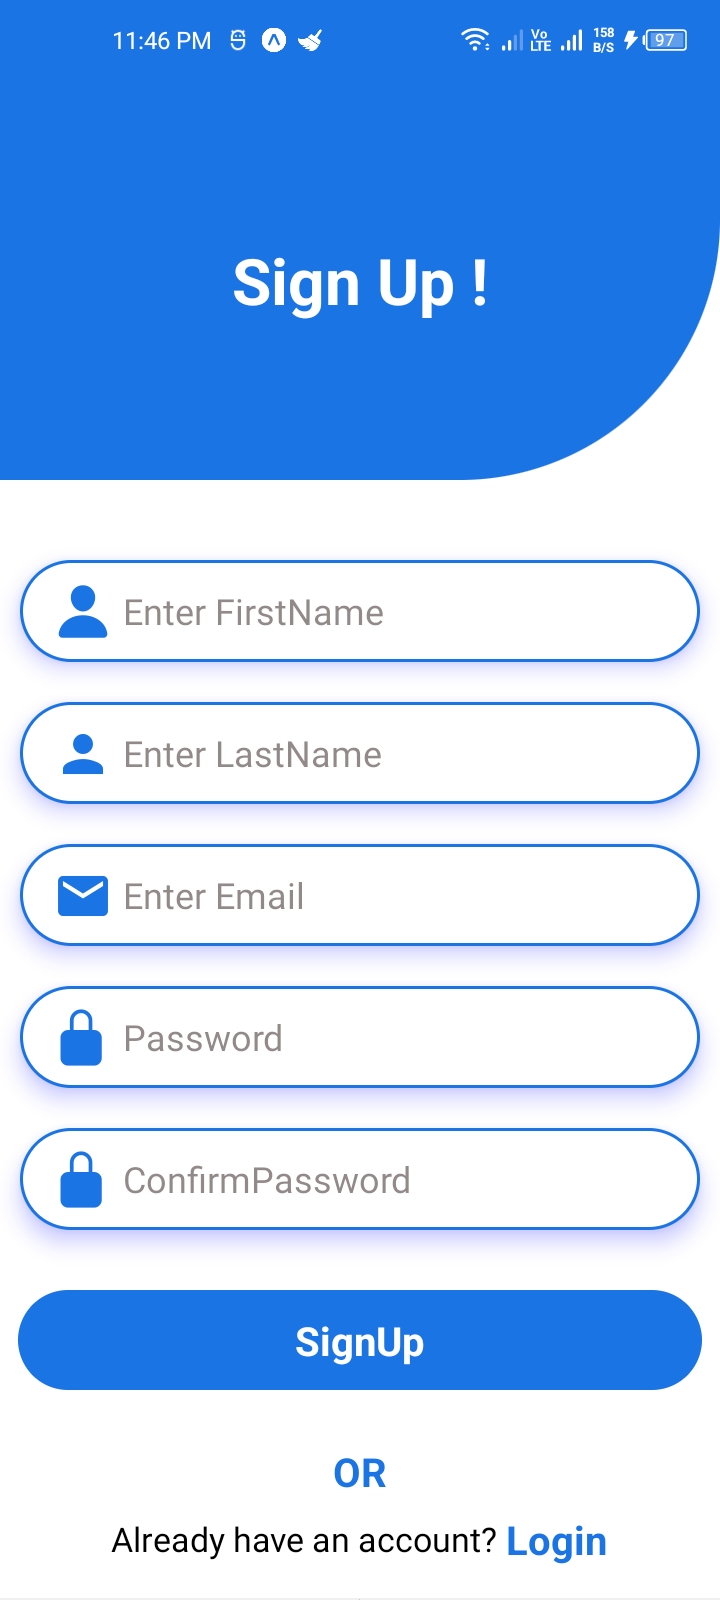 11:46 PM Vo LTE 158 B/S 97
Sign Up !
Enter FirstName
Enter LastName
Enter Email
Password
ConfirmPassword
SignUp
OR
Already have an account? Login